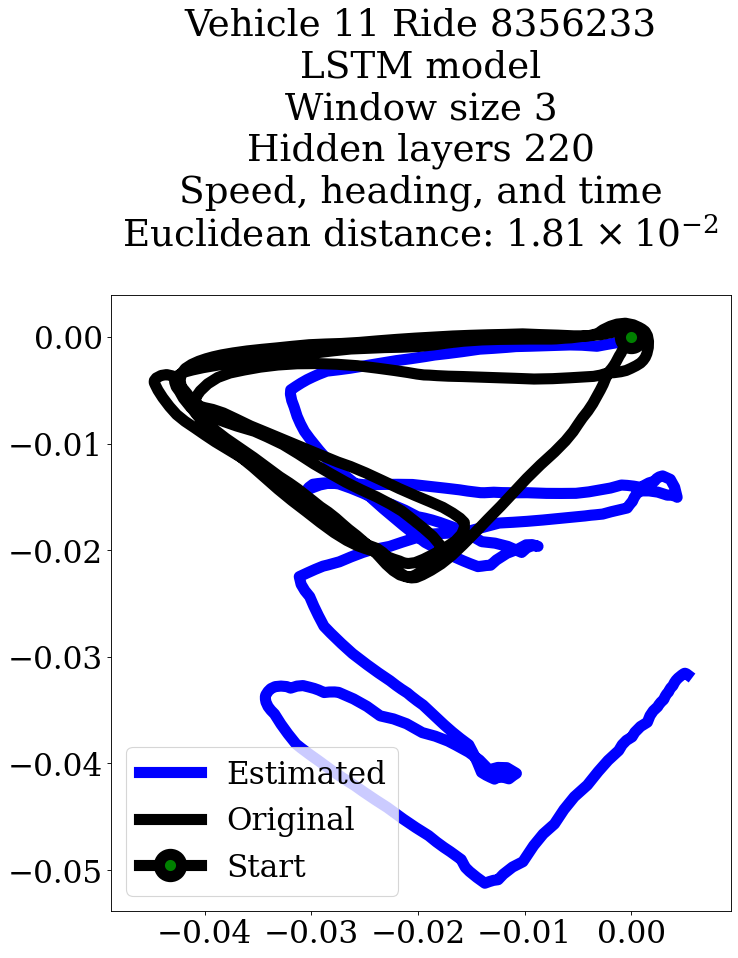 Vehicle 11 Ride 8356233
LSTM model
Window size 3
Hidden layers 220
Speed, heading, and time
Euclidean distance: 1.81 × 10⁻²
0.00
−0.01
−0.02
−0.03
−0.04
−0.05
Estimated
Original
Start
−0.04 −0.03 −0.02 −0.01 0.00